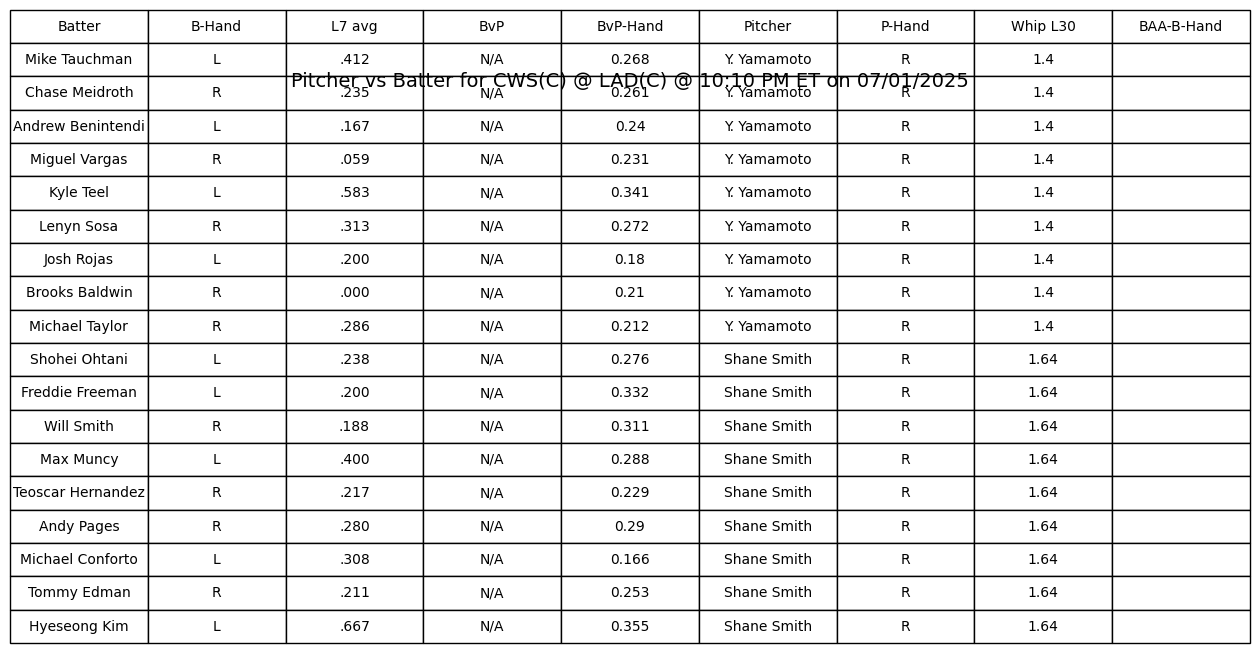 Batter B-Hand L7 avg BvP BvP-Hand Pitcher P-Hand Whip L30 BAA-B-Hand
Mike Tauchman L .412 N/A 0.268 Y. Yamamoto R 1.4
Pitcher vs Batter for CWS(C) @ LAD(C) @ 10:10 PM ET on 07/01/2025
Chase Meidroth R .235 N/A 0.261 Y. Yamamoto R 1.4
Andrew Benintendi L .167 N/A 0.24 Y. Yamamoto R 1.4
Miguel Vargas R .059 N/A 0.231 Y. Yamamoto R 1.4
Kyle Teel L .583 N/A 0.341 Y. Yamamoto R 1.4
Lenyn Sosa R .313 N/A 0.272 Y. Yamamoto R 1.4
Josh Rojas L .200 N/A 0.18 Y. Yamamoto R 1.4
Brooks Baldwin R .000 N/A 0.21 Y. Yamamoto R 1.4
Michael Taylor R .286 N/A 0.212 Y. Yamamoto R 1.4
Shohei Ohtani L .238 N/A 0.276 Shane Smith R 1.64
Freddie Freeman L .200 N/A 0.332 Shane Smith R 1.64
Will Smith R .188 N/A 0.311 Shane Smith R 1.64
Max Muncy L .400 N/A 0.288 Shane Smith R 1.64
Teoscar Hernandez R .217 N/A 0.229 Shane Smith R 1.64
Andy Pages R .280 N/A 0.29 Shane Smith R 1.64
Michael Conforto L .308 N/A 0.166 Shane Smith R 1.64
Tommy Edman R .211 N/A 0.253 Shane Smith R 1.64
Hyeseong Kim L .667 N/A 0.355 Shane Smith R 1.64